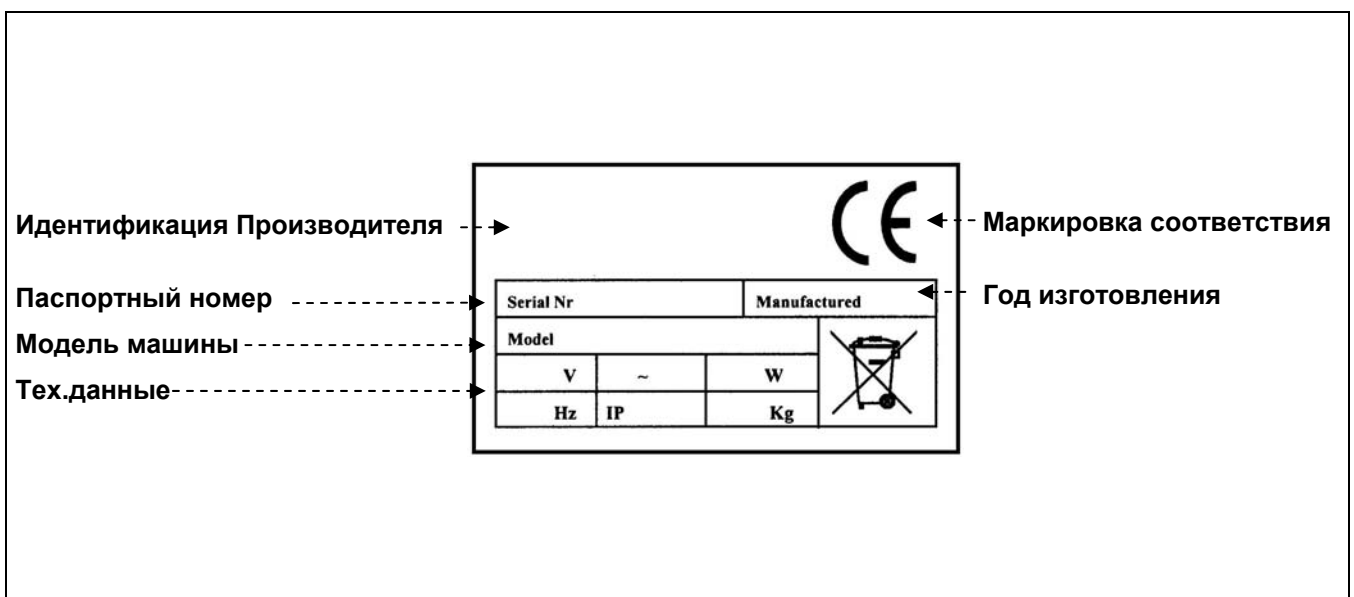 CE
Идентификация Производителя
Маркировка соответствия
Паспортный номер
Serial Nr
Manufactured
Год изготовления
Модель машины
Model
Тех.данные
V
~
W
Hz
IP
Kg